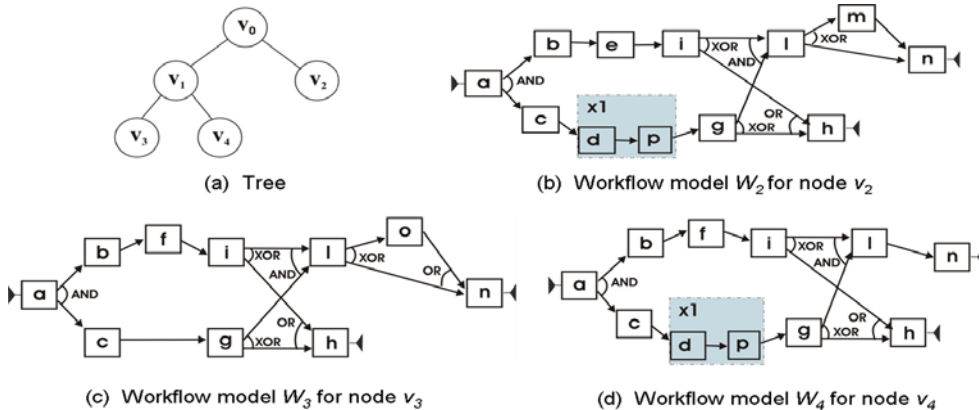 v0
v1
v2
v3
v4
(a) Tree
a
AND
b
e
i
XOR
AND
l
XOR
m
n
c
x1
d
p
g
XOR
OR
h
(b) Workflow model W2 for node v2
a
AND
b
f
i
XOR
AND
l
XOR
o
OR
n
c
g
XOR
OR
h
(c) Workflow model W3 for node v3
a
AND
b
f
i
XOR
AND
l
n
c
x1
d
p
g
XOR
OR
h
(d) Workflow model W4 for node v4